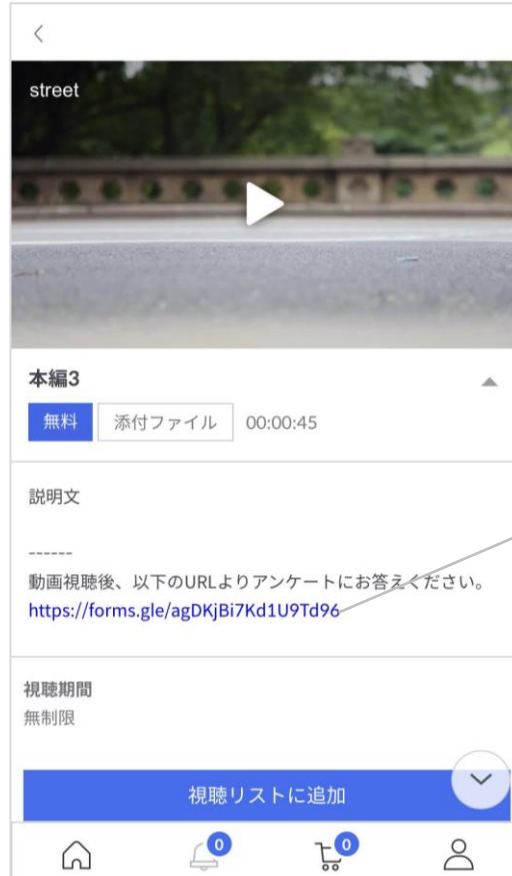 street
本編3
無料 添付ファイル 00:00:45
説明文
------
動画視聴後、以下のURLよりアンケートにお答えください。
https://forms.gle/agDKjBi7Kd1U9Td96
視聴期間
無制限
視聴リストに追加
0 0